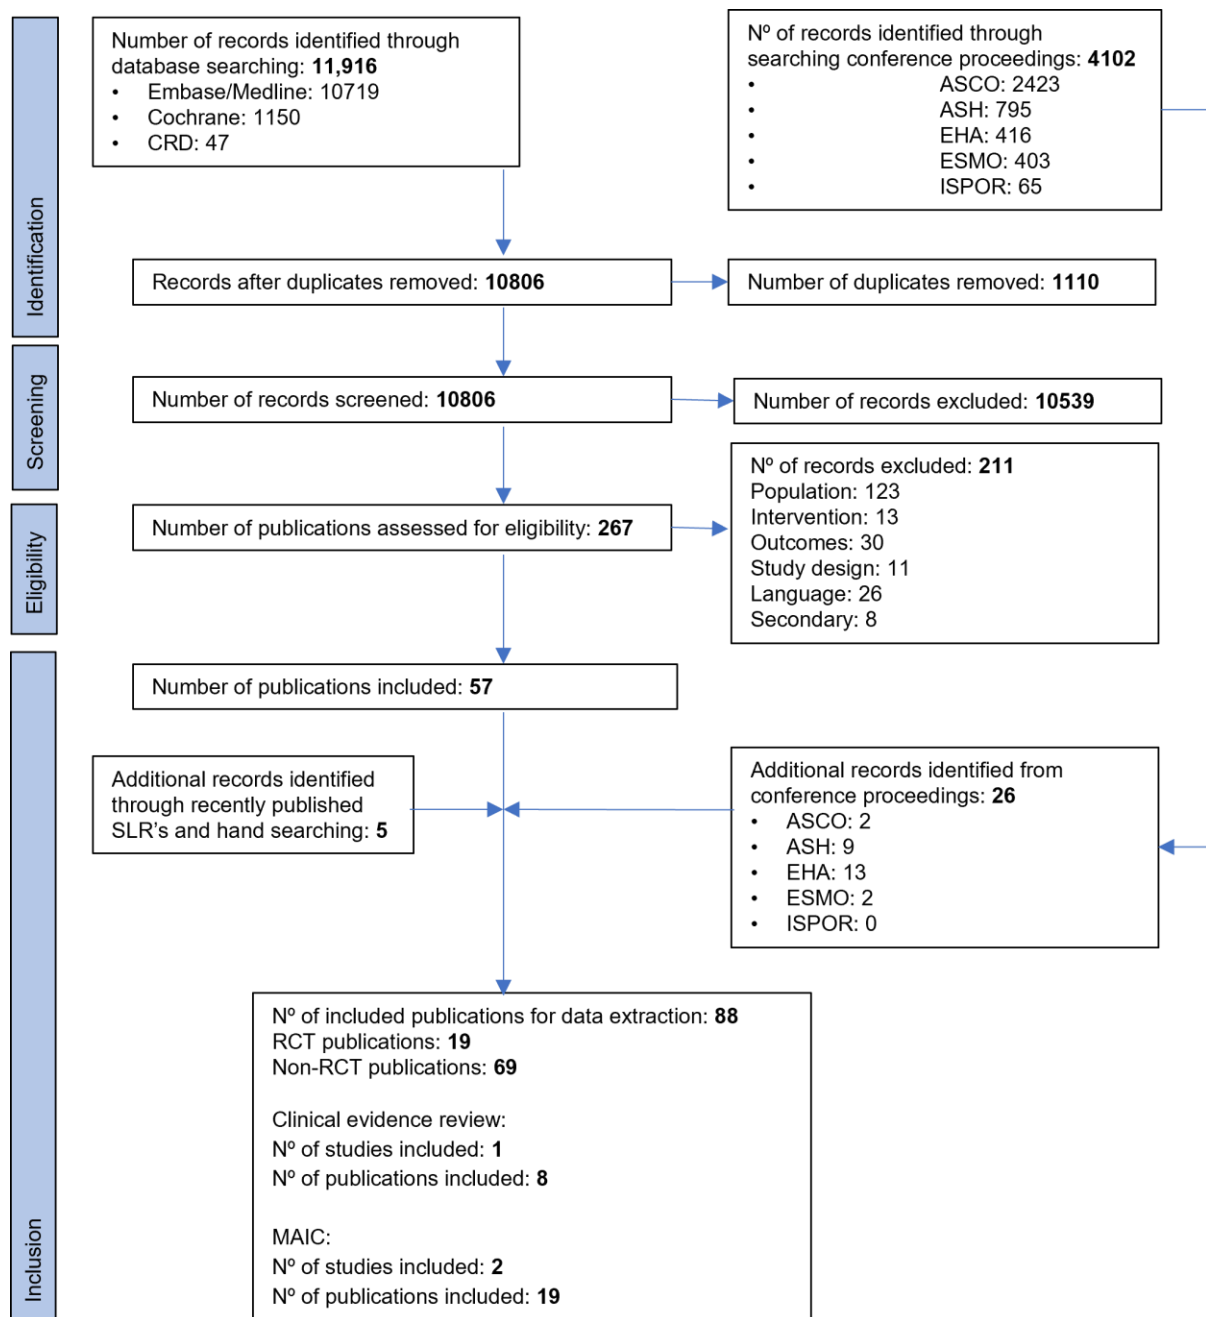 Number of records identified through
database searching: 11,916
• Embase/Medline: 10719
• Cochrane: 1150
• CRD: 47
Nº of records identified through
searching conference proceedings: 4102
• ASCO: 2423
• ASH: 795
• EHA: 416
• ESMO: 403
• ISPOR: 65
Identification
Records after duplicates removed: 10806
Number of duplicates removed: 1110
Screening
Number of records screened: 10806
Number of records excluded: 10539
Eligibility
Number of publications assessed for eligibility: 267
Nº of records excluded: 211
Population: 123
Intervention: 13
Outcomes: 30
Study design: 11
Language: 26
Secondary: 8
Inclusion
Number of publications included: 57
Additional records identified
through recently published
SLR's and hand searching: 5
Additional records identified from
conference proceedings: 26
• ASCO: 2
• ASH: 9
• EHA: 13
• ESMO: 2
• ISPOR: 0
Nº of included publications for data extraction: 88
RCT publications: 19
Non-RCT publications: 69
Clinical evidence review:
Nº of studies included: 1
Nº of publications included: 8
MAIC:
Nº of studies included: 2
Nº of publications included: 19